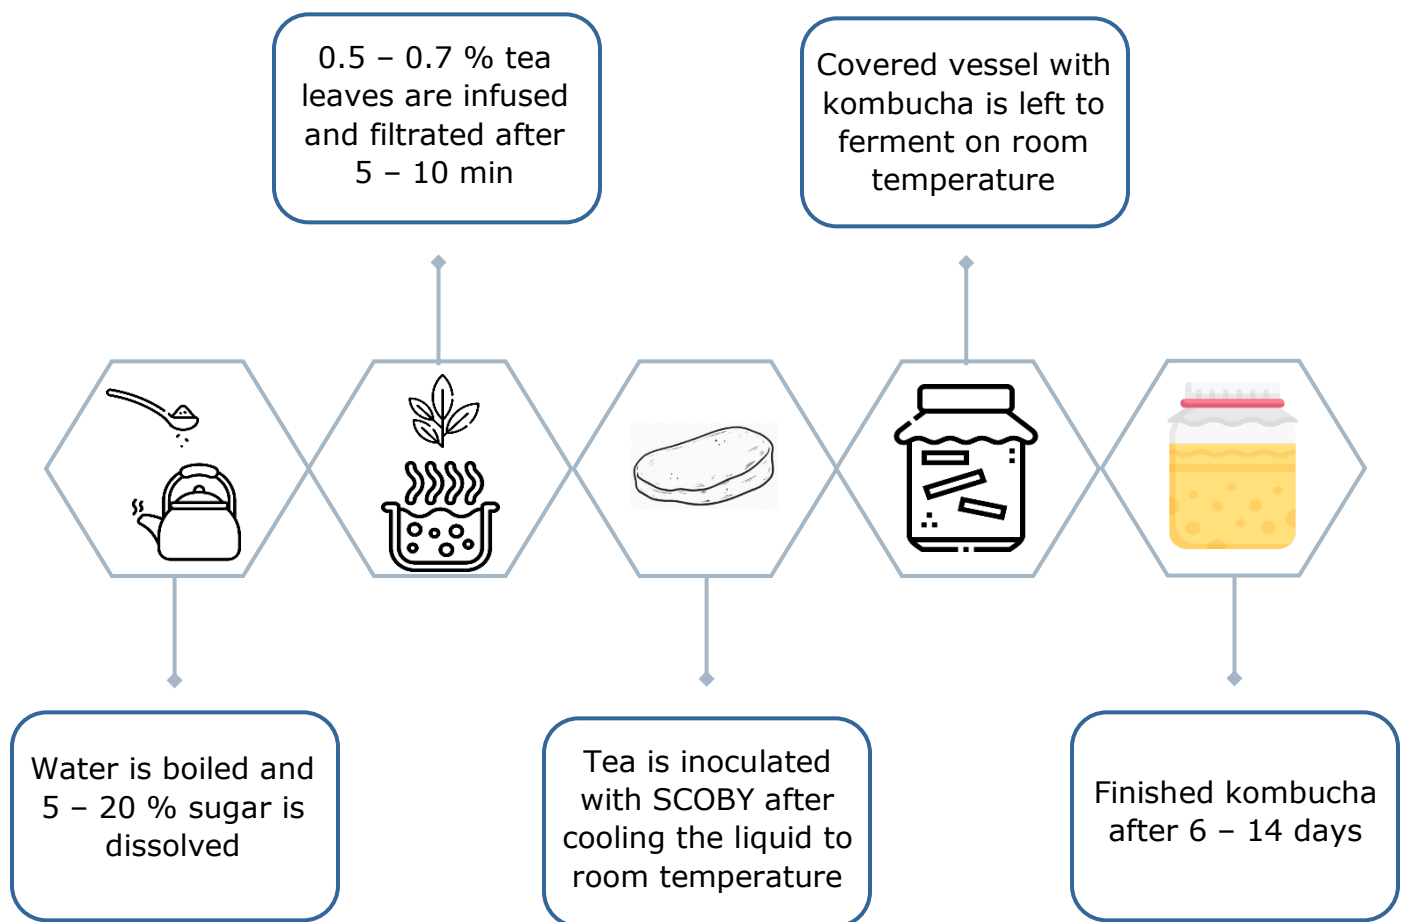 Water is boiled and
5 – 20 % sugar is
dissolved
0.5 – 0.7 % tea
leaves are infused
and filtrated after
5 – 10 min
Tea is inoculated
with SCOBY after
cooling the liquid to
room temperature
Covered vessel with
kombucha is left to
ferment on room
temperature
Finished kombucha
after 6 – 14 days